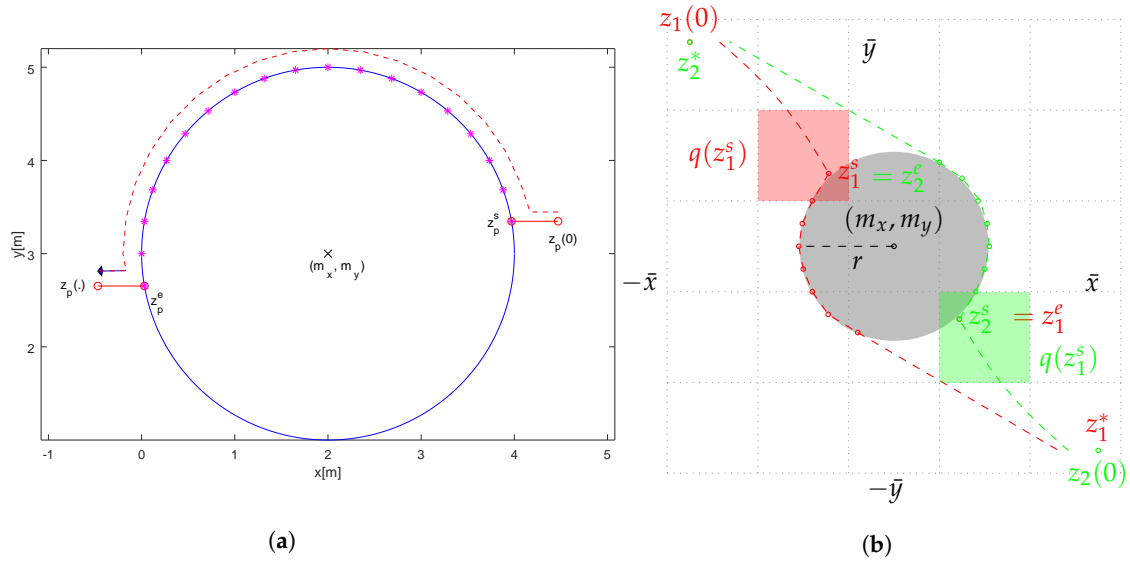 5
4
3
2
-1
0
1
2
3
4
5
x[m]
y[m]
z_p^s
z_p(0)
(m_x, m_y)
z_p(.)
z_p^e
(a)
z_1(0)
z_2^*
ȳ
q(z_1^s)
z_1^s = z_2^e
(m_x, m_y)
r
-x̄
x̄
z_2^s = z_1^e
q(z_1^s)
z_1^*
z_2(0)
-ȳ
(b)